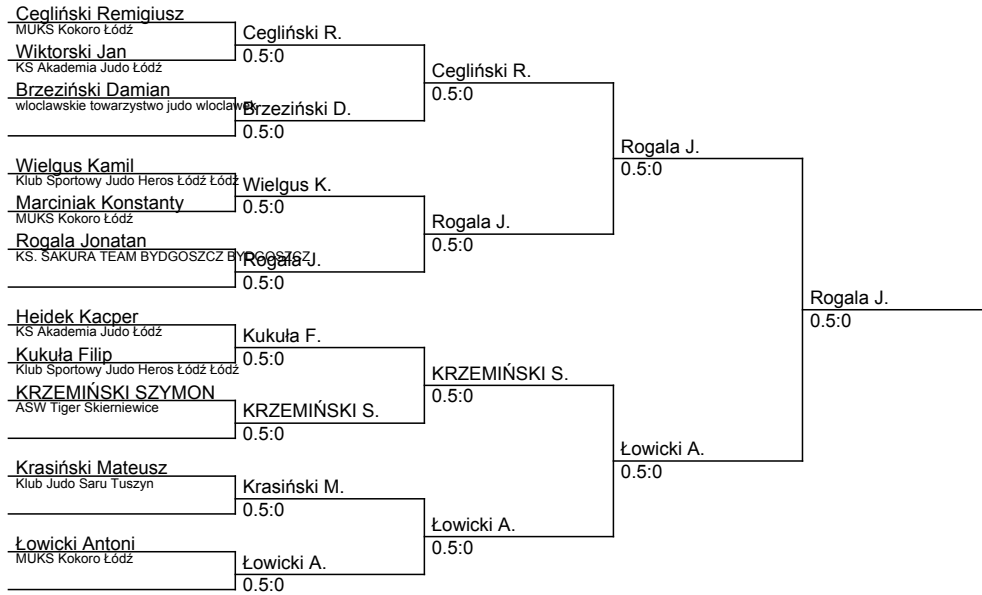 Cegliński Remigiusz
MUKS Kokoro Łódź
Wiktorski Jan
KS Akademia Judo Łódź
Brzeziński Damian
wloclawskie towarzystwo judo wloclawek
Wielgus Kamil
Klub Sportowy Judo Heros Łódź Łódź
Marciniak Konstanty
MUKS Kokoro Łódź
Rogala Jonatan
KS. SAKURA TEAM BYDGOSZCZ BYDGOSZCZ
Heidek Kacper
KS Akademia Judo Łódź
Kukuła Filip
Klub Sportowy Judo Heros Łódź Łódź
KRZEMIŃSKI SZYMON
ASW Tiger Skierniewice
Krasiński Mateusz
Klub Judo Saru Tuszyn
Łowicki Antoni
MUKS Kokoro Łódź
Cegliński R.
0.5:0
Brzeziński D.
0.5:0
Wielgus K.
0.5:0
Rogala J.
0.5:0
Kukuła F.
0.5:0
KRZEMIŃSKI S.
0.5:0
Krasiński M.
0.5:0
Łowicki A.
0.5:0
Cegliński R.
0.5:0
Rogala J.
0.5:0
KRZEMIŃSKI S.
0.5:0
Łowicki A.
0.5:0
Rogala J.
0.5:0
Łowicki A.
0.5:0
Rogala J.
0.5:0